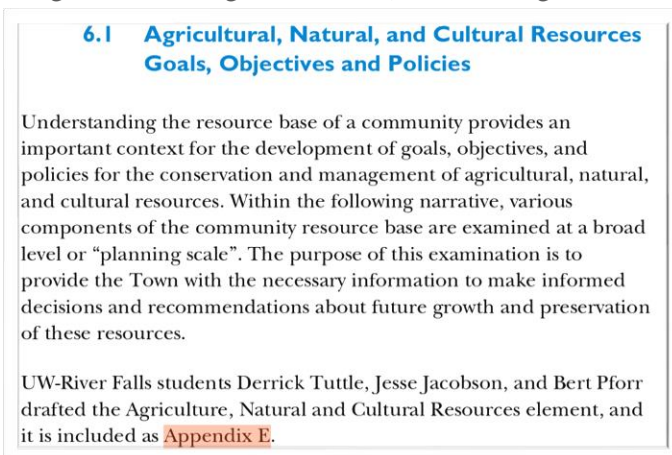 6.1 Agricultural, Natural, and Cultural Resources
Goals, Objectives and Policies
Understanding the resource base of a community provides an
important context for the development of goals, objectives, and
policies for the conservation and management of agricultural, natural,
and cultural resources. Within the following narrative, various
components of the community resource base are examined at a broad
level or “planning scale”. The purpose of this examination is to
provide the Town with the necessary information to make informed
decisions and recommendations about future growth and preservation
of these resources.
UW-River Falls students Derrick Tuttle, Jesse Jacobson, and Bert Pforr
drafted the Agriculture, Natural and Cultural Resources element, and
it is included as Appendix E.